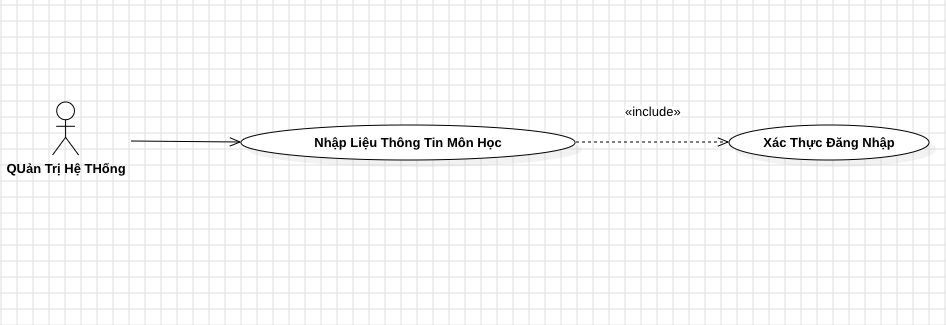 «include»
Nhập Liệu Thông Tin Môn Học
Xác Thực Đăng Nhập
QUản Trị Hệ THống